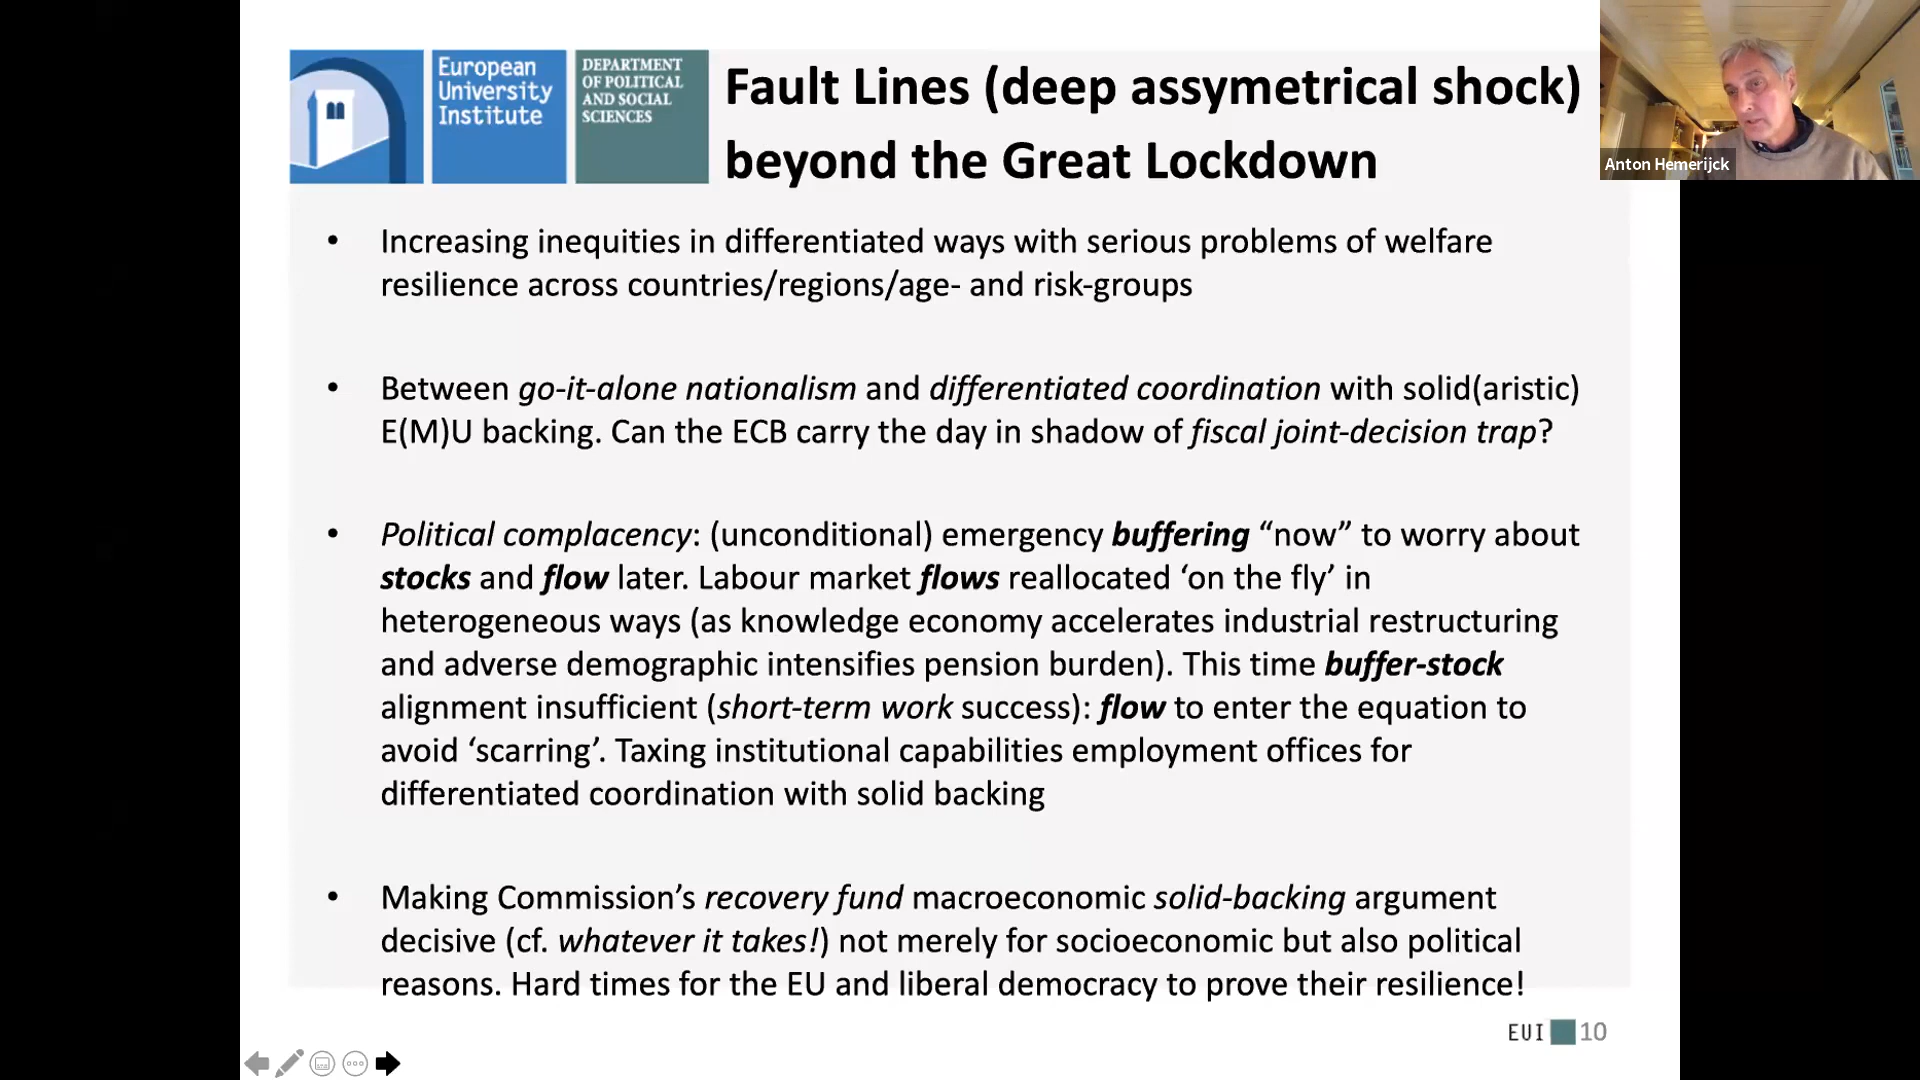 European
University
Institute
DEPARTMENT
OF POLITICAL
AND SOCIAL
SCIENCES
Fault Lines (deep assymetrical shock)
beyond the Great Lockdown
Anton Hemerijck
• Increasing inequities in differentiated ways with serious problems of welfare
resilience across countries/regions/age- and risk-groups
• Between go-it-alone nationalism and differentiated coordination with solid(aristic)
E(M)U backing. Can the ECB carry the day in shadow of fiscal joint-decision trap?
• Political complacency: (unconditional) emergency buffering “now” to worry about
stocks and flow later. Labour market flows reallocated ‘on the fly’ in
heterogeneous ways (as knowledge economy accelerates industrial restructuring
and adverse demographic intensifies pension burden). This time buffer-stock
alignment insufficient (short-term work success): flow to enter the equation to
avoid ‘scarring’. Taxing institutional capabilities employment offices for
differentiated coordination with solid backing
• Making Commission’s recovery fund macroeconomic solid-backing argument
decisive (cf. whatever it takes!) not merely for socioeconomic but also political
reasons. Hard times for the EU and liberal democracy to prove their resilience!
EUI 10